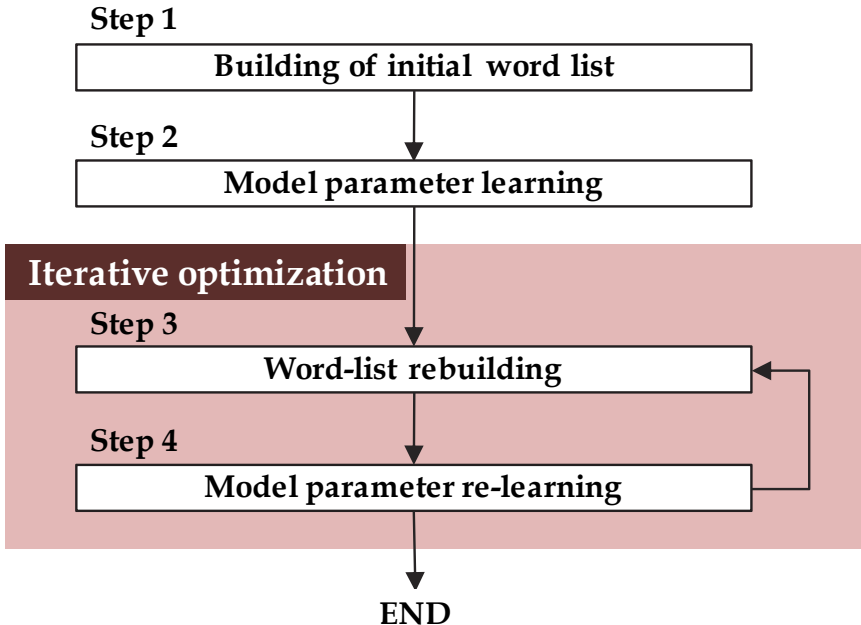 Step 1
Building of initial word list
Step 2
Model parameter learning
Iterative optimization
Step 3
Word-list rebuilding
Step 4
Model parameter re-learning
END